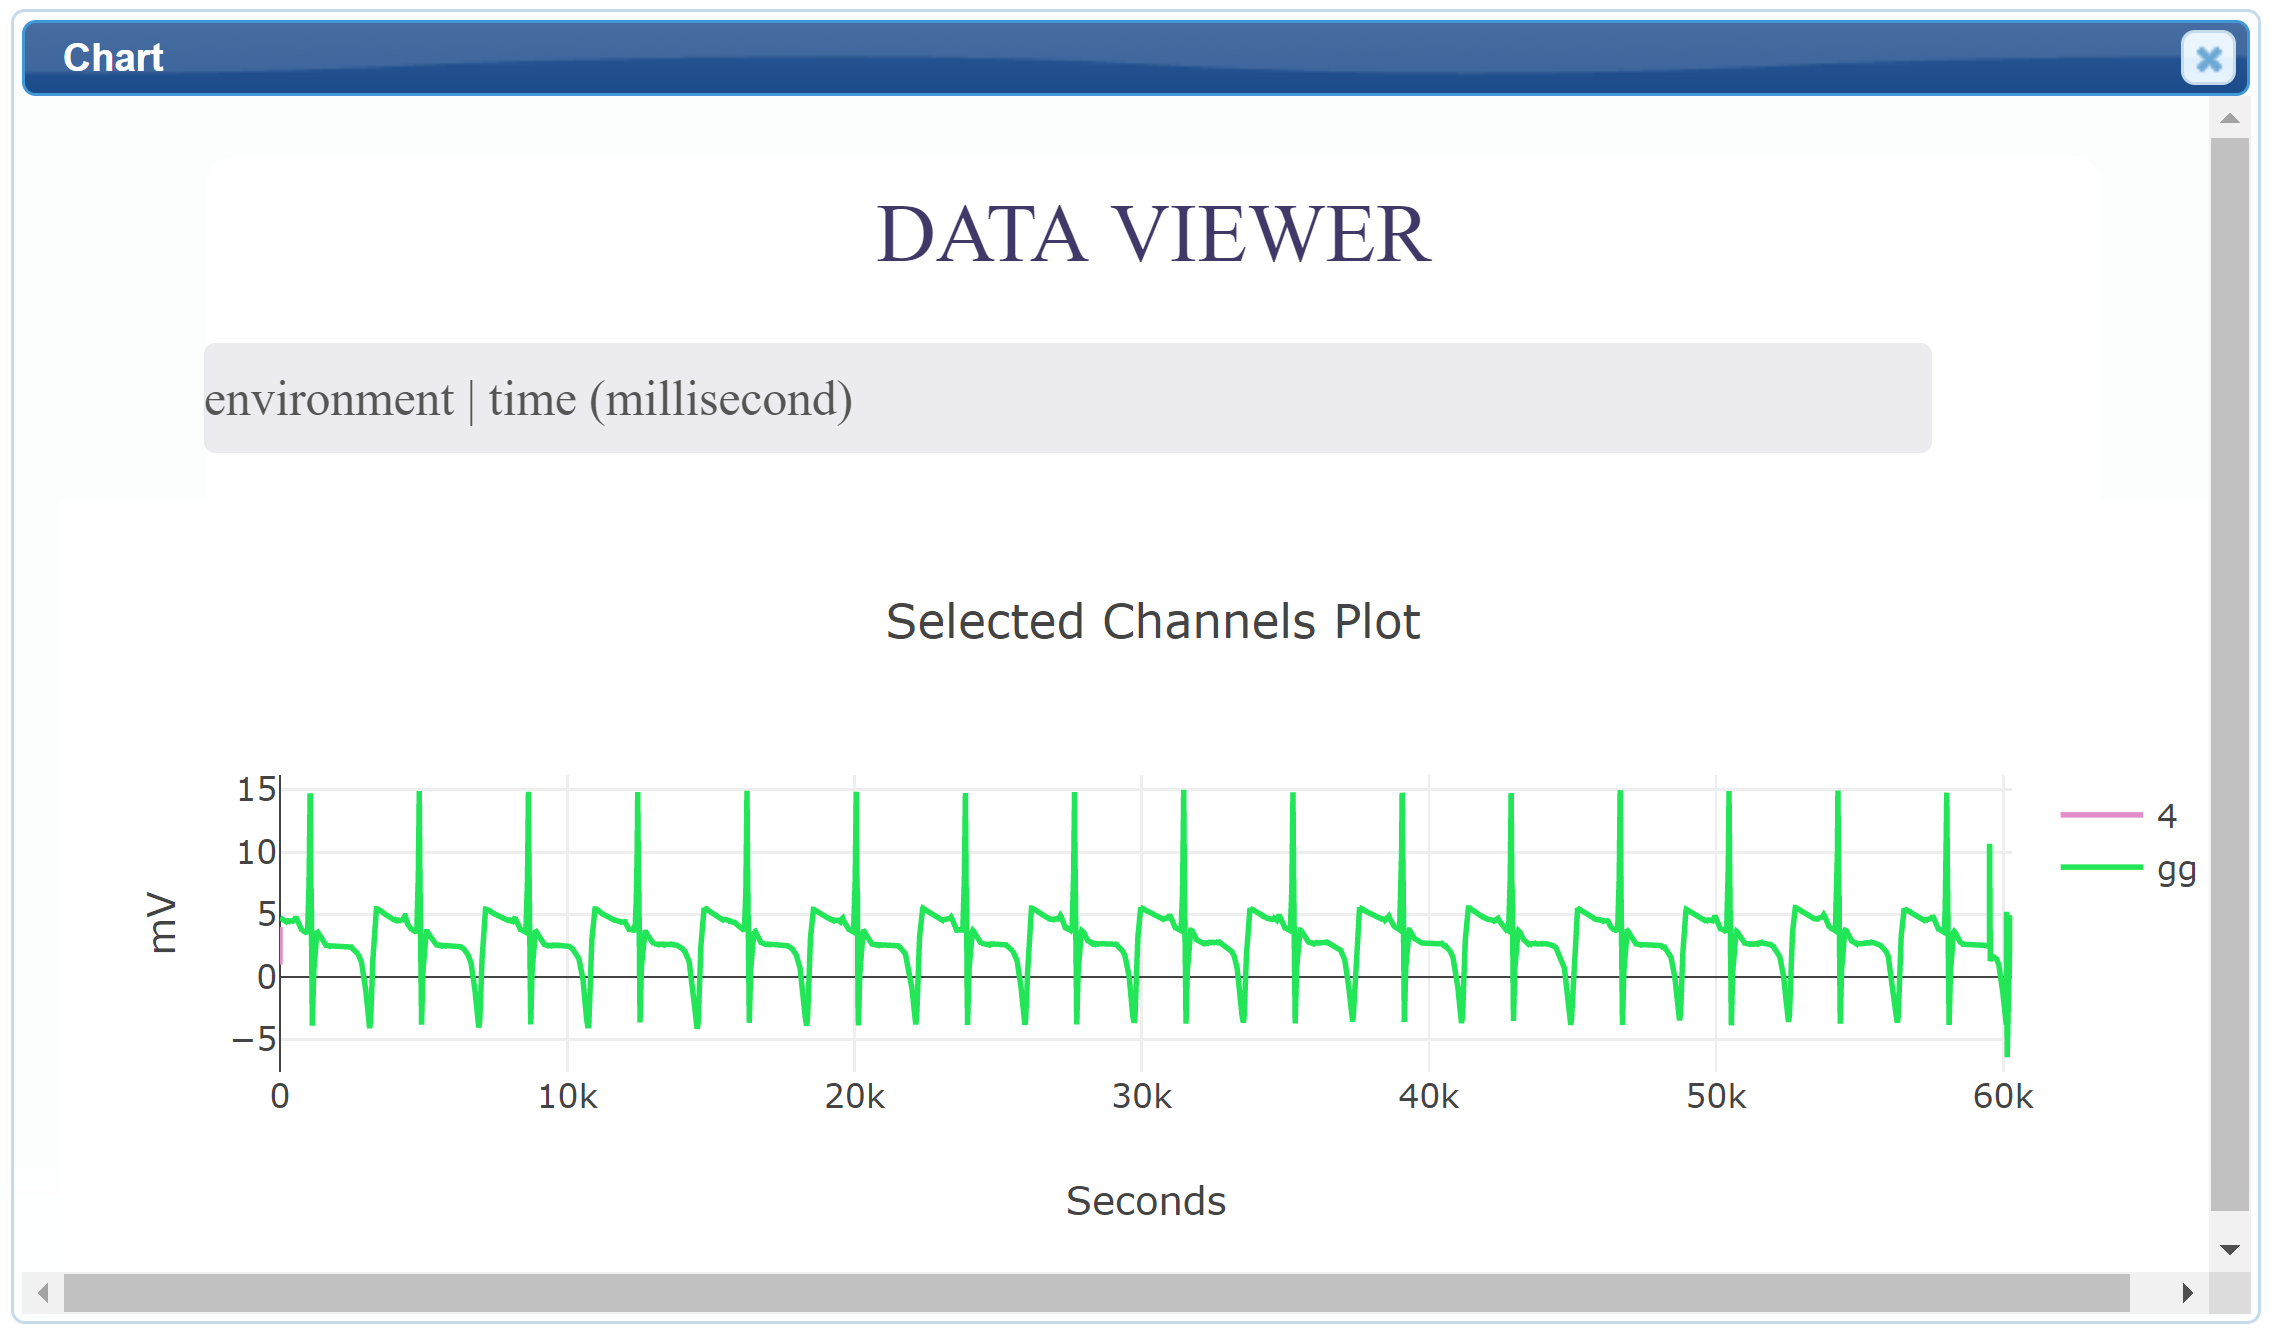 Chart
DATA VIEWER
environment | time (millisecond)
Selected Channels Plot
15
10
5
0
−5
mV
0 10k 20k 30k 40k 50k 60k
Seconds
4
gg